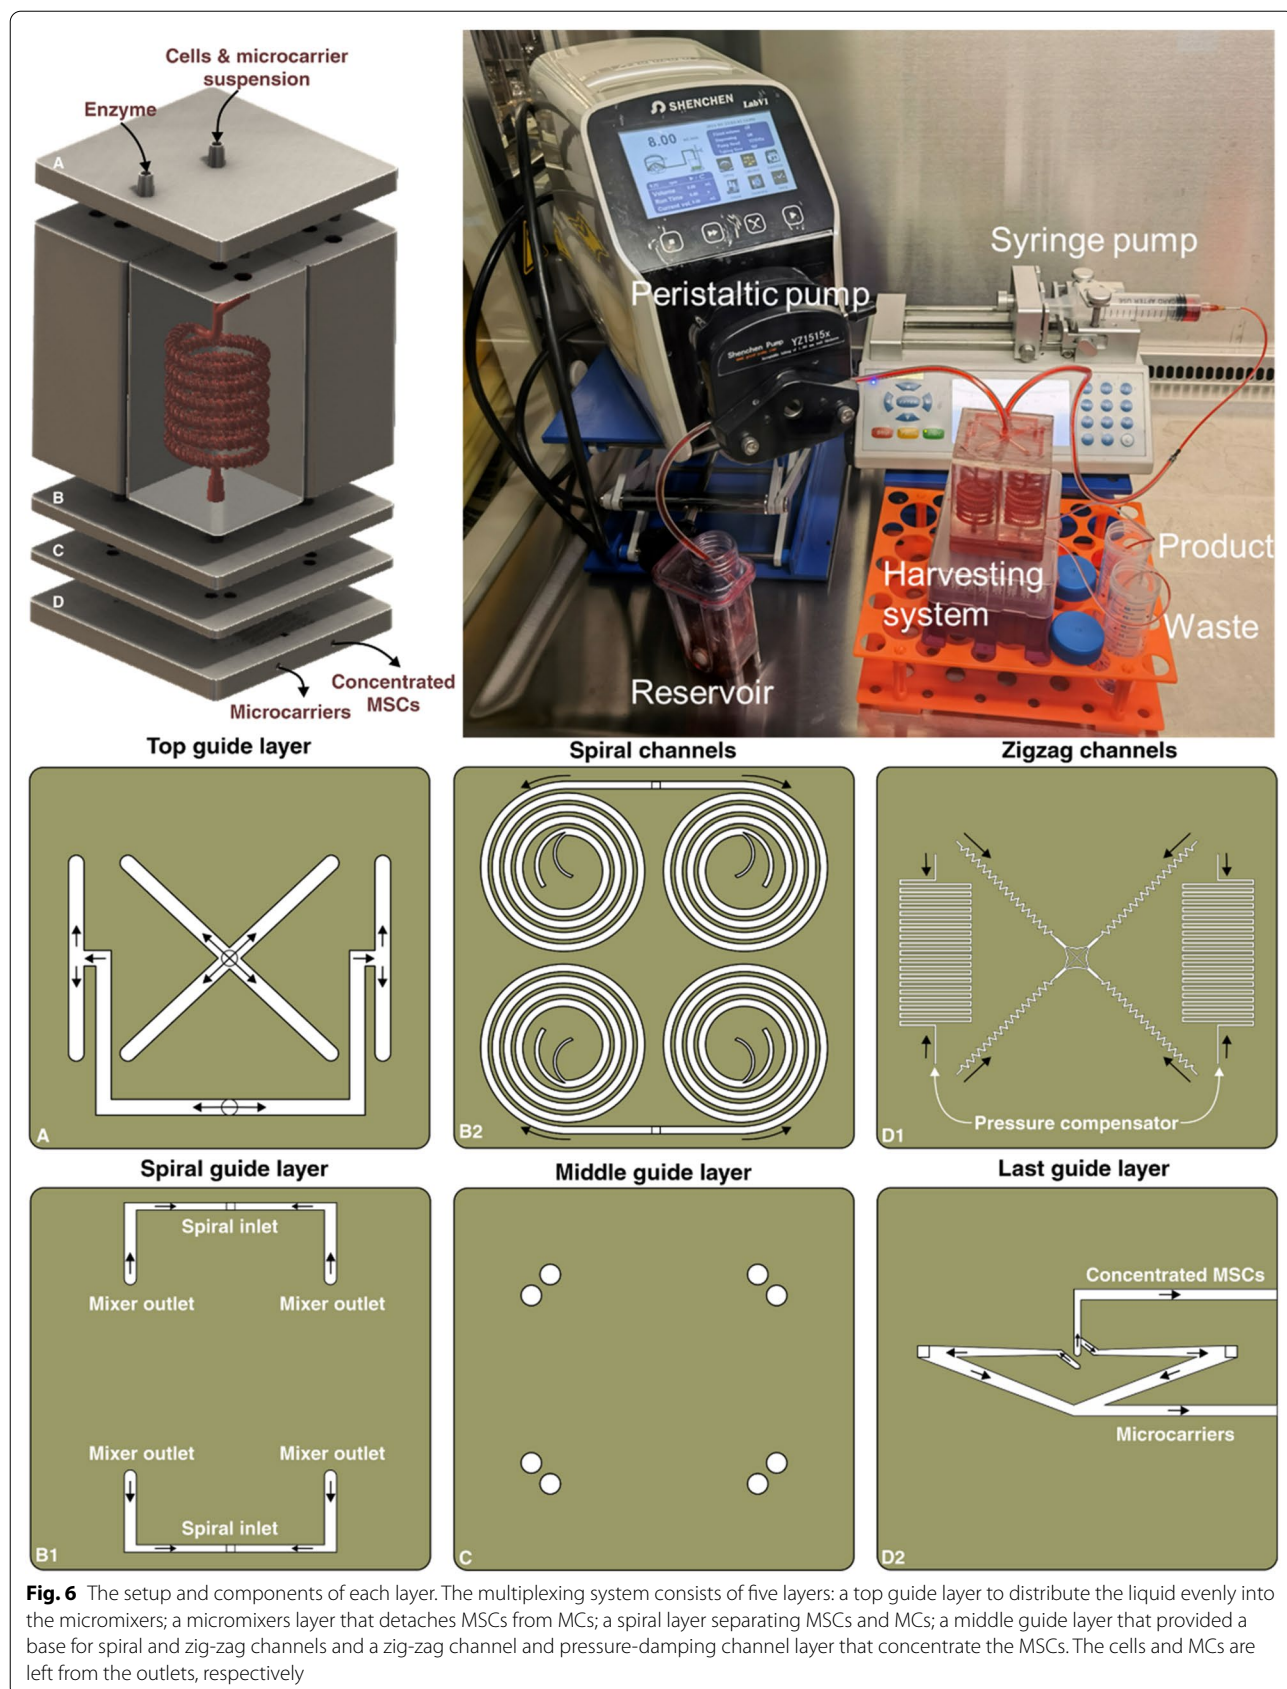 Cells & microcarrier
suspension
Enzyme
A
B
C
D
Concentrated
MSCs
Microcarriers
SHENCHEN
LabV1
8.00
Volume
Run Time
Current vol.
Peristaltic pump
Shenchen Pump YZ1515x
Syringe pump
Harvesting
system
Product
Waste
Reservoir
Top guide layer
Spiral channels
Zigzag channels
A
B2
Pressure compensator
D1
Spiral guide layer
Middle guide layer
Last guide layer
Spiral inlet
Mixer outlet
Mixer outlet
Mixer outlet
Mixer outlet
Spiral inlet
B1
C
Concentrated MSCs
Microcarriers
D2
Fig. 6 The setup and components of each layer. The multiplexing system consists of five layers: a top guide layer to distribute the liquid evenly into
the micromixers; a micromixers layer that detaches MSCs from MCs; a spiral layer separating MSCs and MCs; a middle guide layer that provided a
base for spiral and zig-zag channels and a zig-zag channel and pressure-damping channel layer that concentrate the MSCs. The cells and MCs are
left from the outlets, respectively